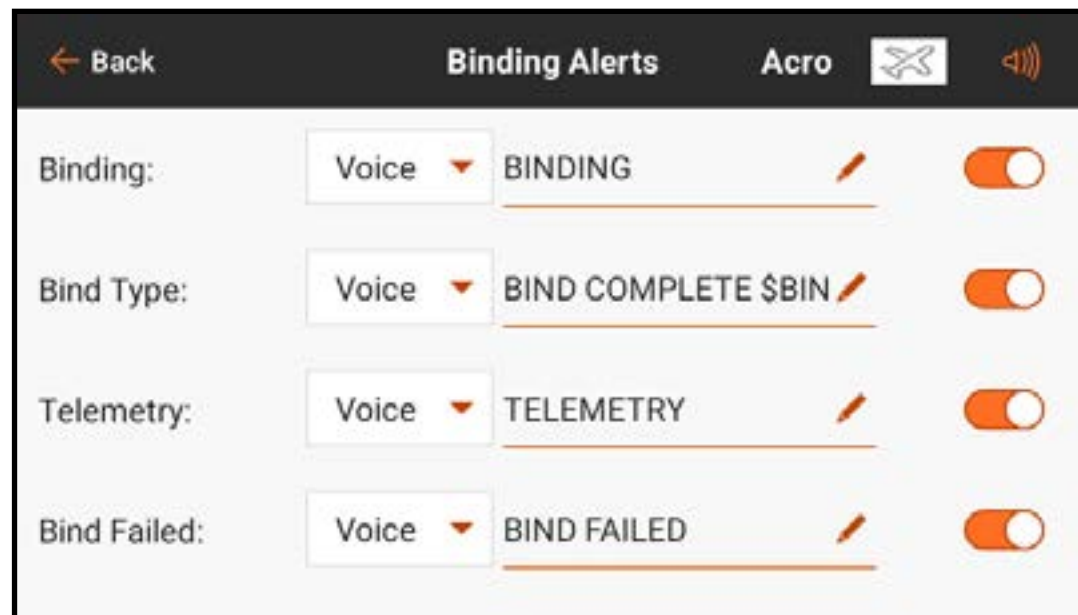 Back Binding Alerts Acro
Binding: Voice BINDING
Bind Type: Voice BIND COMPLETE $BIN
Telemetry: Voice TELEMETRY
Bind Failed: Voice BIND FAILED